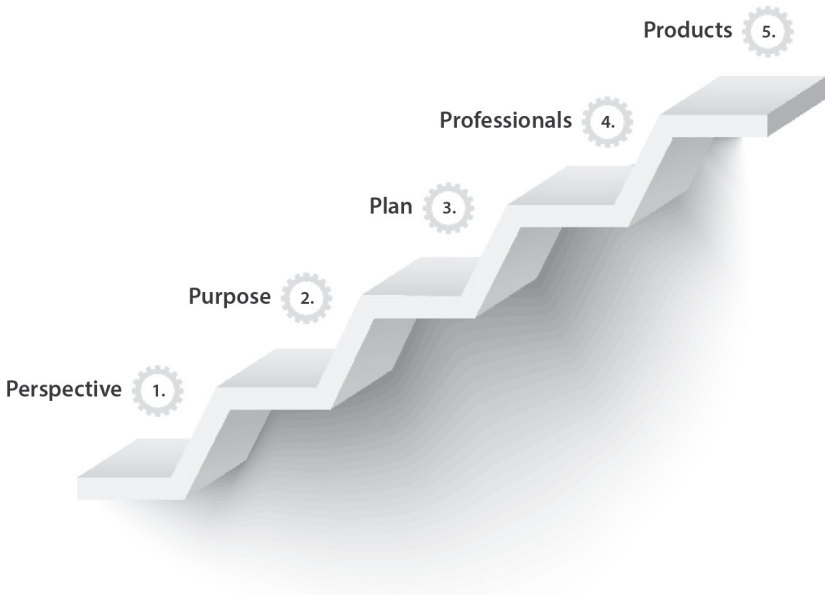 Products 5.
Professionals 4.
Plan 3.
Purpose 2.
Perspective 1.